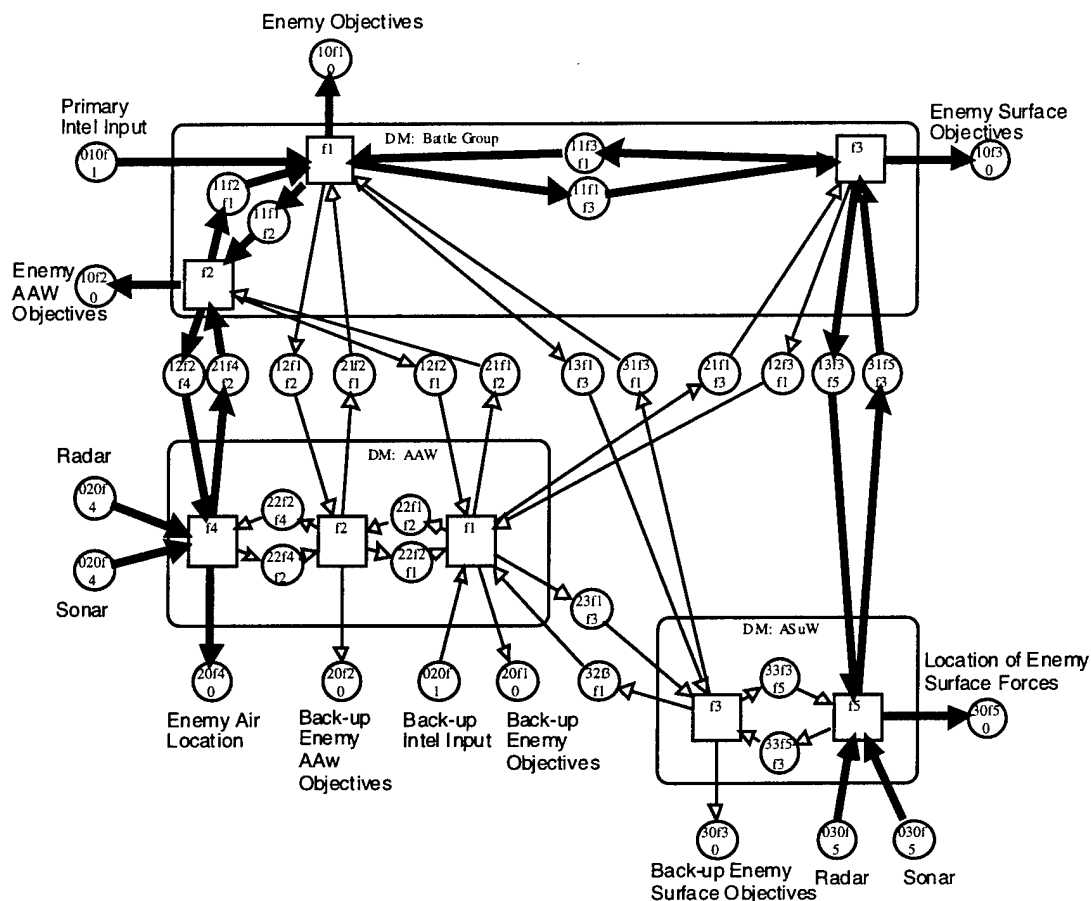 Enemy Objectives
10f1
0
Primary
Intel Input
010f
1
DM: Battle Group
f1
11f3
f1
11f1
f3
f3
Enemy Surface
Objectives
10f3
0
11f2
f1
11f1
f2
f2
Enemy
AAW
Objectives
10f2
0
12f2
f4
21f4
f2
12f1
f2
21f2
f1
12f2
f1
21f1
f2
13f1
f3
31f3
f1
21f1
f3
12f3
f1
13f3
f5
31f5
f3
DM: AAW
Radar
020f
4
f4
22f2
f4
22f4
f2
f2
22f1
f2
22f2
f1
f1
020f
4
Sonar
23f1
f3
DM: ASuW
20f4
0
20f2
0
020f
1
20f1
0
32f3
f1
f3
33f3
f5
33f5
f3
f5
Location of Enemy
Surface Forces
30f5
0
Enemy Air
Location
Back-up
Enemy
AAw
Objectives
Back-up
Intel Input
Back-up
Enemy
Objectives
30f3
0
030f
5
030f
5
Back-up Enemy
Surface Objectives
Radar
Sonar